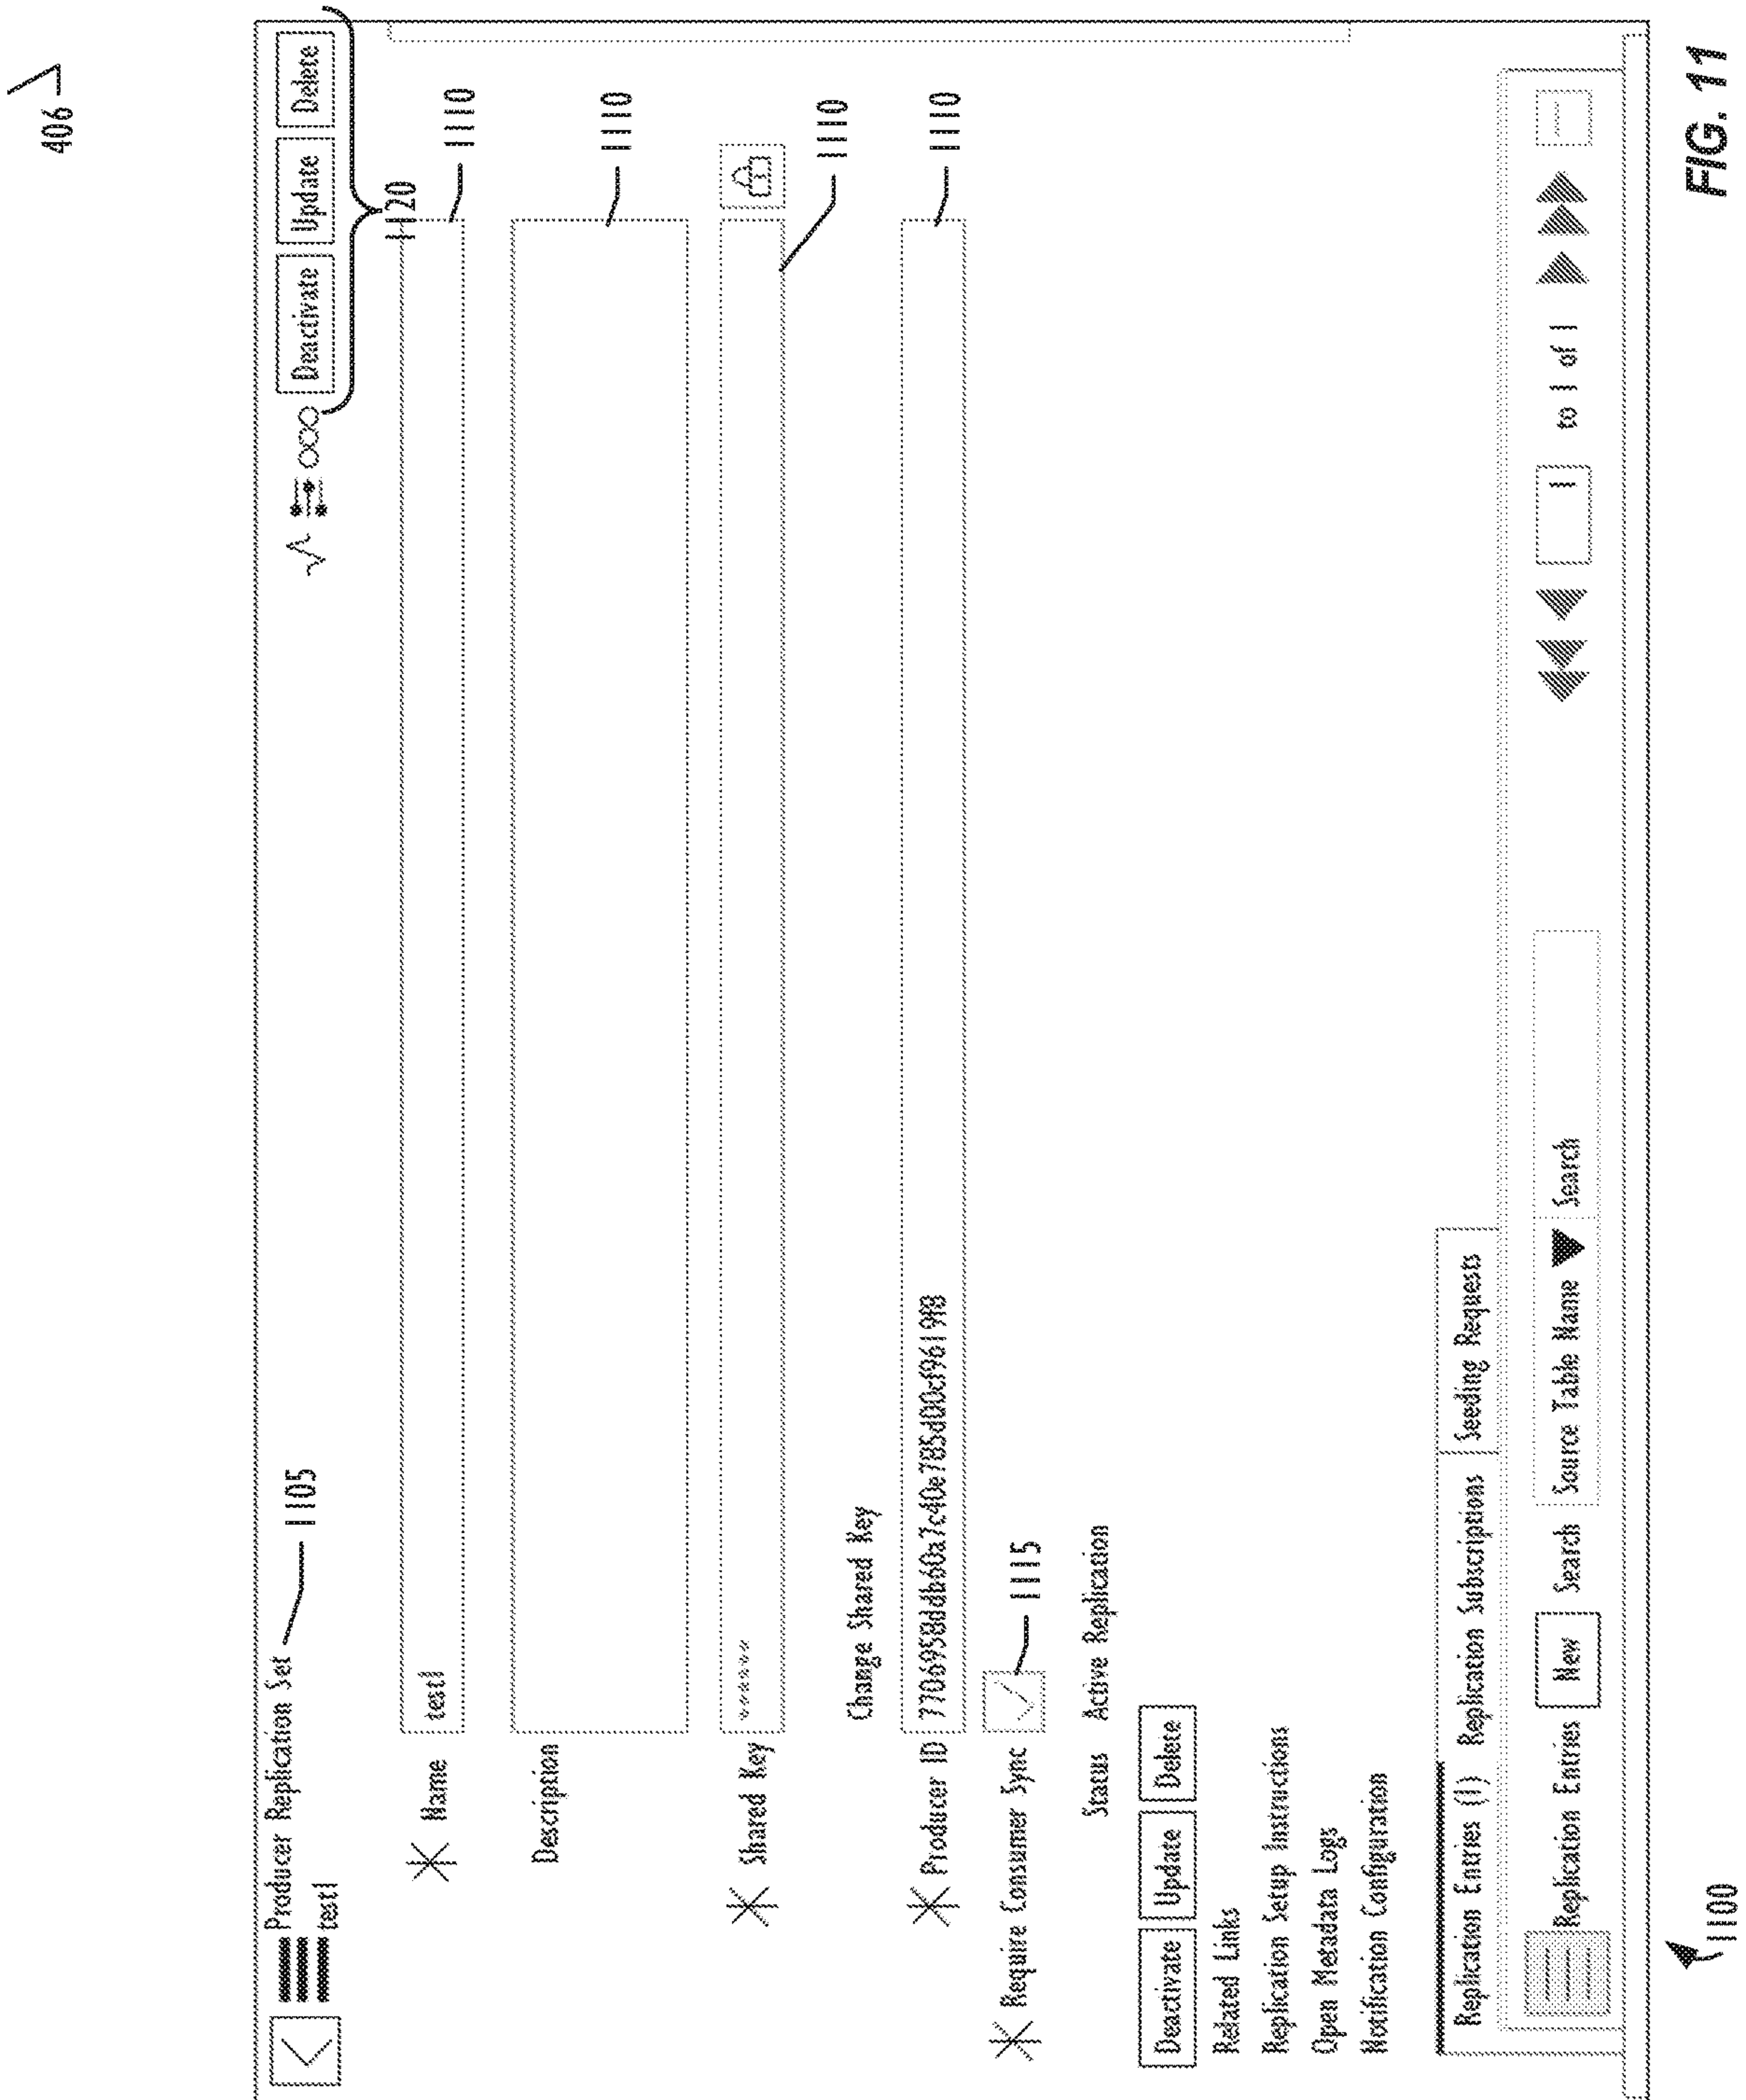 406
Producer Replication Set 1105
test1
Deactivate Update Delete
1120
Name test1 1110
Description 1110
Shared Key ****** 1110
Change Shared Key
Producer ID 7706958ddb60a7c40e785d00cf9619f8 1110
Require Consumer Sync 1115
Status Active Replication
Deactivate Update Delete
Related Links
Replication Setup Instructions
Open Metadata Logs
Notification Configuration
Replication Entries (1) Replication Subscriptions Seeding Requests
Replication Entries New Search Source Table Name Search 1 to 1 of 1
1100
FIG. 11